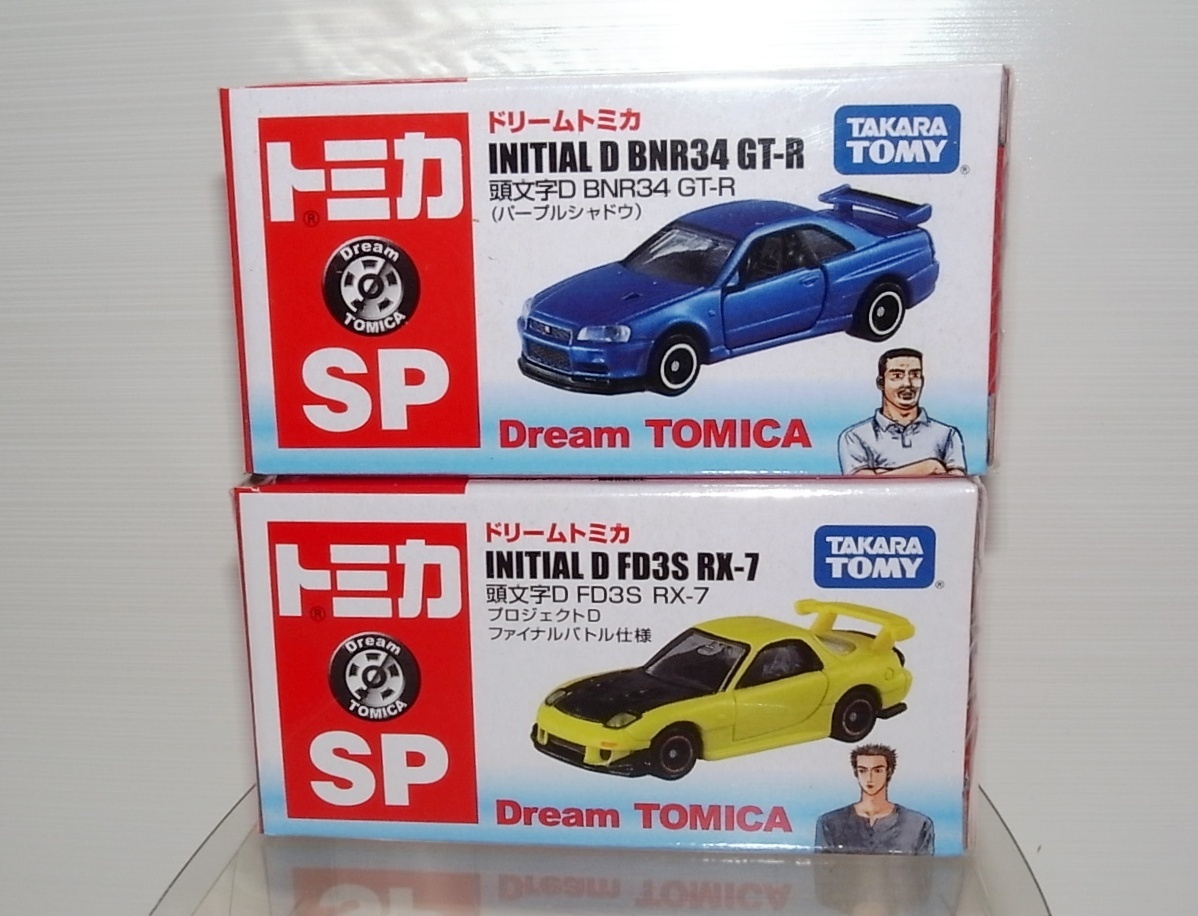 トミカ®
Dream
TOMICA
SP
ドリームトミカ
INITIAL D BNR34 GT-R
頭文字D BNR34 GT-R
(パープルシャドウ)
TAKARA
TOMY®
Dream TOMICA
トミカ®
Dream
TOMICA
SP
ドリームトミカ
INITIAL D FD3S RX-7
頭文字D FD3S RX-7
プロジェクトD
ファイナルバトル仕様
TAKARA
TOMY®
Dream TOMICA